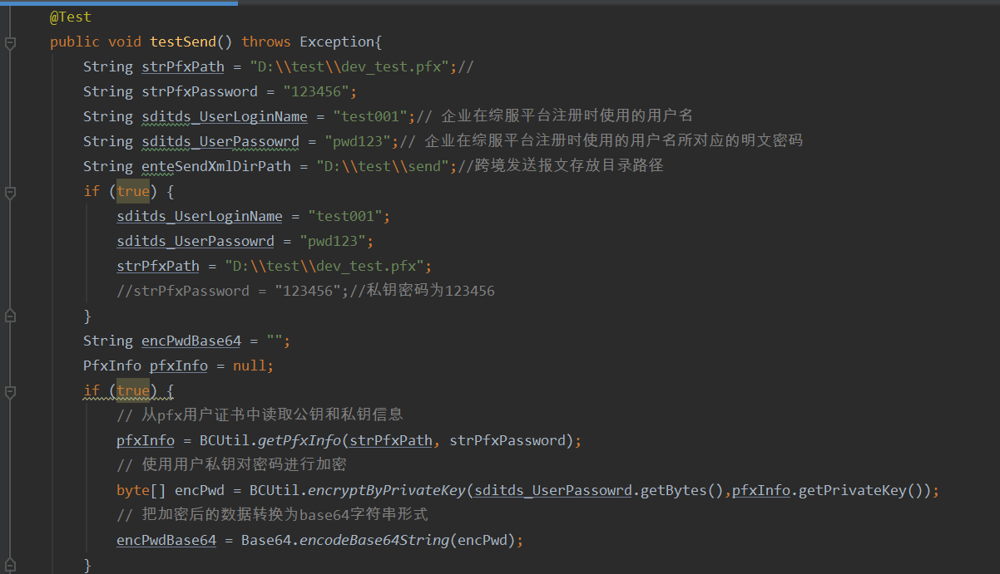 @Test
public void testSend() throws Exception{
String strPfxPath = "D:\\test\\dev_test.pfx";//
String strPfxPassword = "123456";
String sditds_UserLoginName = "test001";// 企业在综服平台注册时使用的用户名
String sditds_UserPassowrd = "pwd123";// 企业在综服平台注册时使用的用户名所对应的明文密码
String enteSendXmlDirPath = "D:\\test\\send";//跨境发送报文存放目录路径
if (true) {
sditds_UserLoginName = "test001";
sditds_UserPassowrd = "pwd123";
strPfxPath = "D:\\test\\dev_test.pfx";
//strPfxPassword = "123456";//私钥密码为123456
}
String encPwdBase64 = "";
PfxInfo pfxInfo = null;
if (true) {
// 从pfx用户证书中读取公钥和私钥信息
pfxInfo = BCUtil.getPfxInfo(strPfxPath, strPfxPassword);
// 使用用户私钥对密码进行加密
byte[] encPwd = BCUtil.encryptByPrivateKey(sditds_UserPassowrd.getBytes(),pfxInfo.getPrivateKey());
// 把加密后的数据转换为base64字符串形式
encPwdBase64 = Base64.encodeBase64String(encPwd);
}